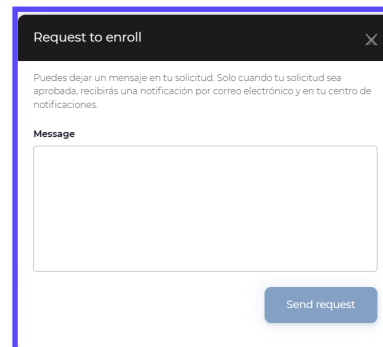 Request to enroll
Puedes dejar un mensaje en tu solicitud. Solo cuando tu solicitud sea
aprobada, recibirás una notificación por correo electrónico y en tu centro de
notificaciones.
Message
Send request